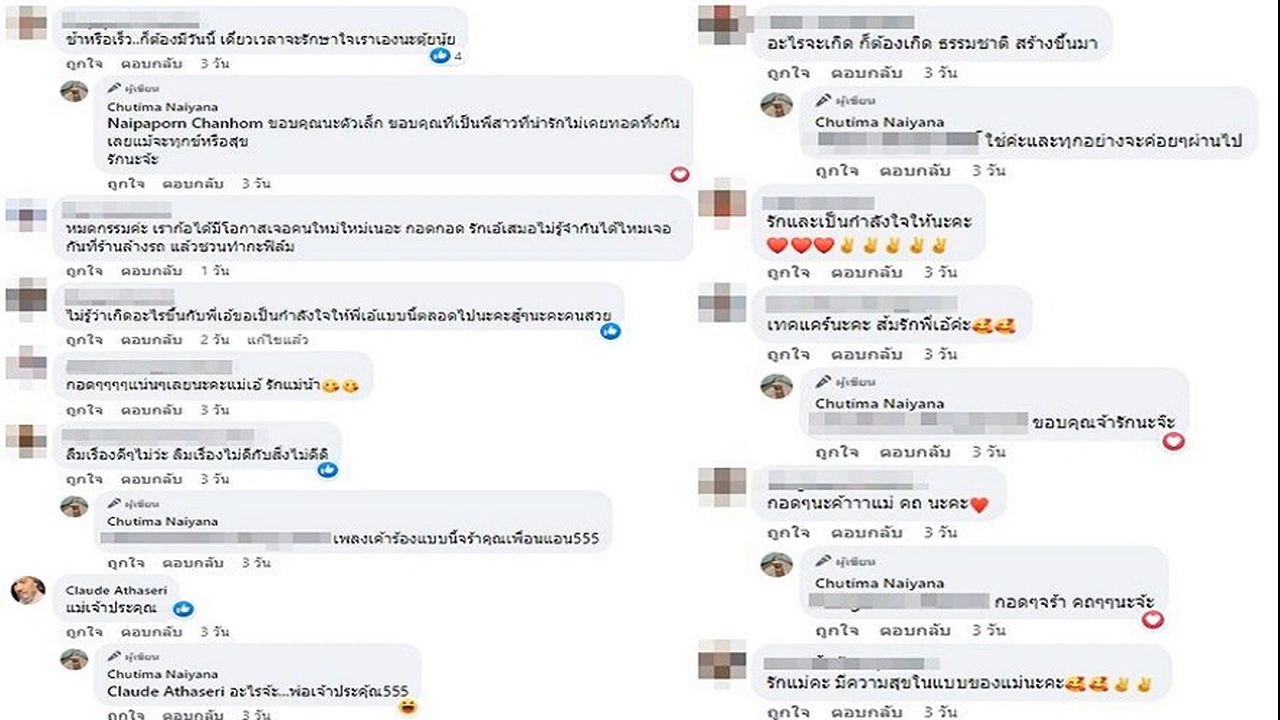 ช้าหรือเร็ว..ก็ต้องมีวันนี้ เดี๋ยวเวลาจะรักษาใจเราเองนะตุ้ยนุ้ย
4
ถูกใจ ตอบกลับ 3 วัน
ผู้เขียน
Chutima Naiyana
Naipaporn Chanhom ขอบคุณนะตัวเล็ก ขอบคุณที่เป็นพี่สาวที่น่ารักไม่เคยทอดทิ้งกัน
เลยแม้จะทุกข์หรือสุข
รักนะจ้ะ
ถูกใจ ตอบกลับ 3 วัน
หมดกรรมค่ะ เราก้อได้มีโอกาสเจอคนใหม่ใหม่เนอะ กอดกอด รักเอ้เสมอไม่รู้จำกันได้ไหมเจอ
กันที่ร้านล้างรถ แล้วชวนทำกะฟิล์ม
ถูกใจ ตอบกลับ 1 วัน
ไม่รู้ว่าเกิดอะไรขึ้นกับพี่เอ้ขอเป็นกำลังใจให้พี่เอ้แบบนี้ตลอดไปนะคะสู้ๆนะคะคนสวย
ถูกใจ ตอบกลับ 2 วัน แก้ไขแล้ว
กอดๆๆๆๆแน่นๆเลยนะคะแม่เอ้ รักแม่น้า😘😘
ถูกใจ ตอบกลับ 3 วัน
ลืมเรื่องดีๆไม่ว่ะ ลืมเรื่องไม่ดีกับสิ่งไม่ดีดิ
ถูกใจ ตอบกลับ 3 วัน
ผู้เขียน
Chutima Naiyana
เพลงเค้าร้องแบบนี้จร้าคุณเพื่อนแอน555
ถูกใจ ตอบกลับ 3 วัน
Claude Athaseri
แม่เจ้าประคุณ
ถูกใจ ตอบกลับ 3 วัน
ผู้เขียน
Chutima Naiyana
Claude Athaseri อะไรจ้ะ...พ่อเจ้าประคุ้ณ555
ถูกใจ ตอบกลับ 3 วัน
อะไรจะเกิด ก็ต้องเกิด ธรรมชาติ สร้างขึ้นมา
ถูกใจ ตอบกลับ 3 วัน
ผู้เขียน
Chutima Naiyana
ใช่ค่ะและทุกอย่างจะค่อยๆผ่านไป
ถูกใจ ตอบกลับ 3 วัน
รักและเป็นกำลังใจให้นะคะ
❤️❤️❤️✌️✌️✌️✌️✌️
ถูกใจ ตอบกลับ 3 วัน
เทคแคร์นะคะ ส้มรักพี่เอ้ค่ะ🥰🥰
ถูกใจ ตอบกลับ 3 วัน
ผู้เขียน
Chutima Naiyana
ขอบคุณจ้ารักนะจ๊ะ
ถูกใจ ตอบกลับ 3 วัน
กอดๆนะค้าาาแม่ คถ นะคะ❤️
ถูกใจ ตอบกลับ 3 วัน
ผู้เขียน
Chutima Naiyana
กอดๆจร้า คถๆๆนะจ้ะ
ถูกใจ ตอบกลับ 3 วัน
รักแม่คะ มีความสุขในแบบของแม่นะคะ🥰🥰✌️✌️
ถูกใจ ตอบกลับ 3 วัน